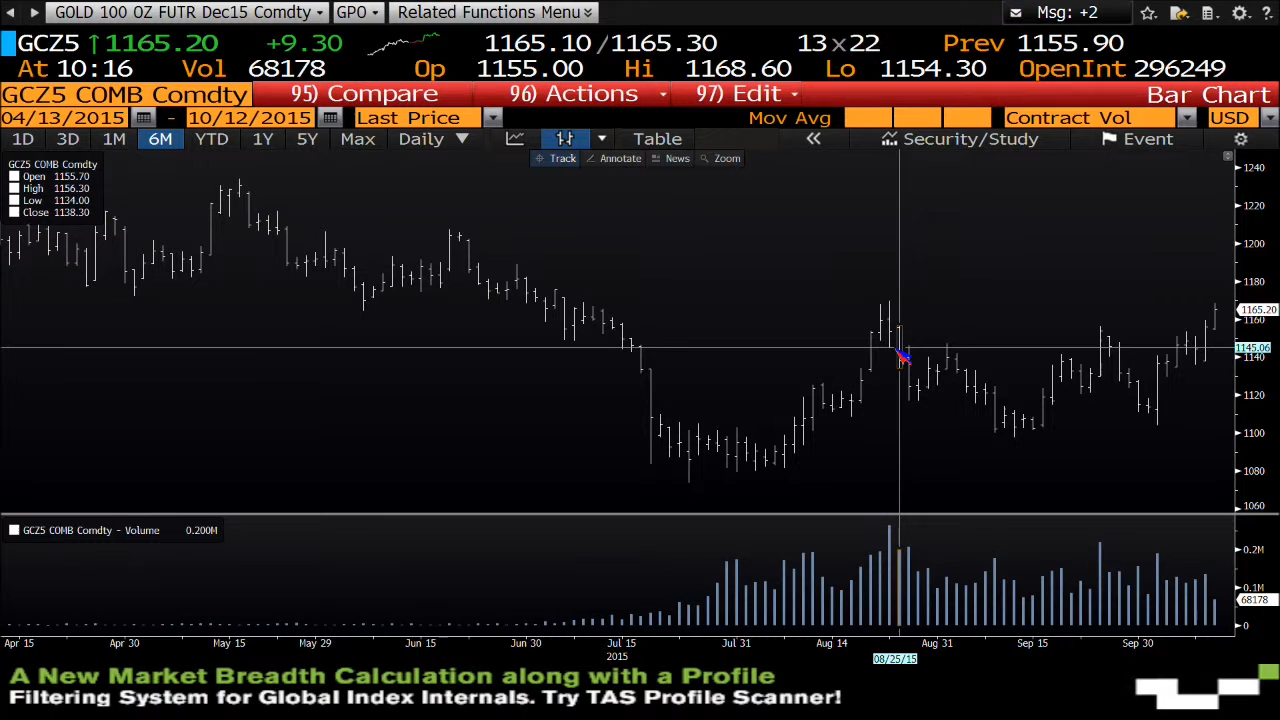 GOLD 100 OZ FUTR Dec15 Comdty GPO Related Functions Menu Msg: +2
GCZ5 ↑1165.20 +9.30 1165.10/1165.30 13x22 Prev 1155.90
At 10:16 Vol 68178 Op 1155.00 Hi 1168.60 Lo 1154.30 OpenInt 296249
GCZ5 COMB Comdty 95) Compare 96) Actions 97) Edit Bar Chart
04/13/2015 - 10/12/2015 Last Price Mov Avg Contract Vol USD
1D 3D 1M 6M YTD 1Y 5Y Max Daily Table « Security/Study Event
Track Annotate News Zoom
GCZ5 COMB Comdty
Open 1155.70
High 1156.30
Low 1134.00
Close 1138.30
1240
1220
1200
1180
1165.20
1160
1145.06
1140
1120
1100
1080
1060
GCZ5 COMB Comdty - Volume 0.200M
0.2M
0.1M
68178
0
Apr 15 Apr 30 May 15 May 29 Jun 15 Jun 30 Jul 15 Jul 31 Aug 14 Aug 31 Sep 15 Sep 30
2015 08/25/15
A New Market Breadth Calculation along with a Profile
Filtering System for Global Index Internals. Try TAS Profile Scanner!